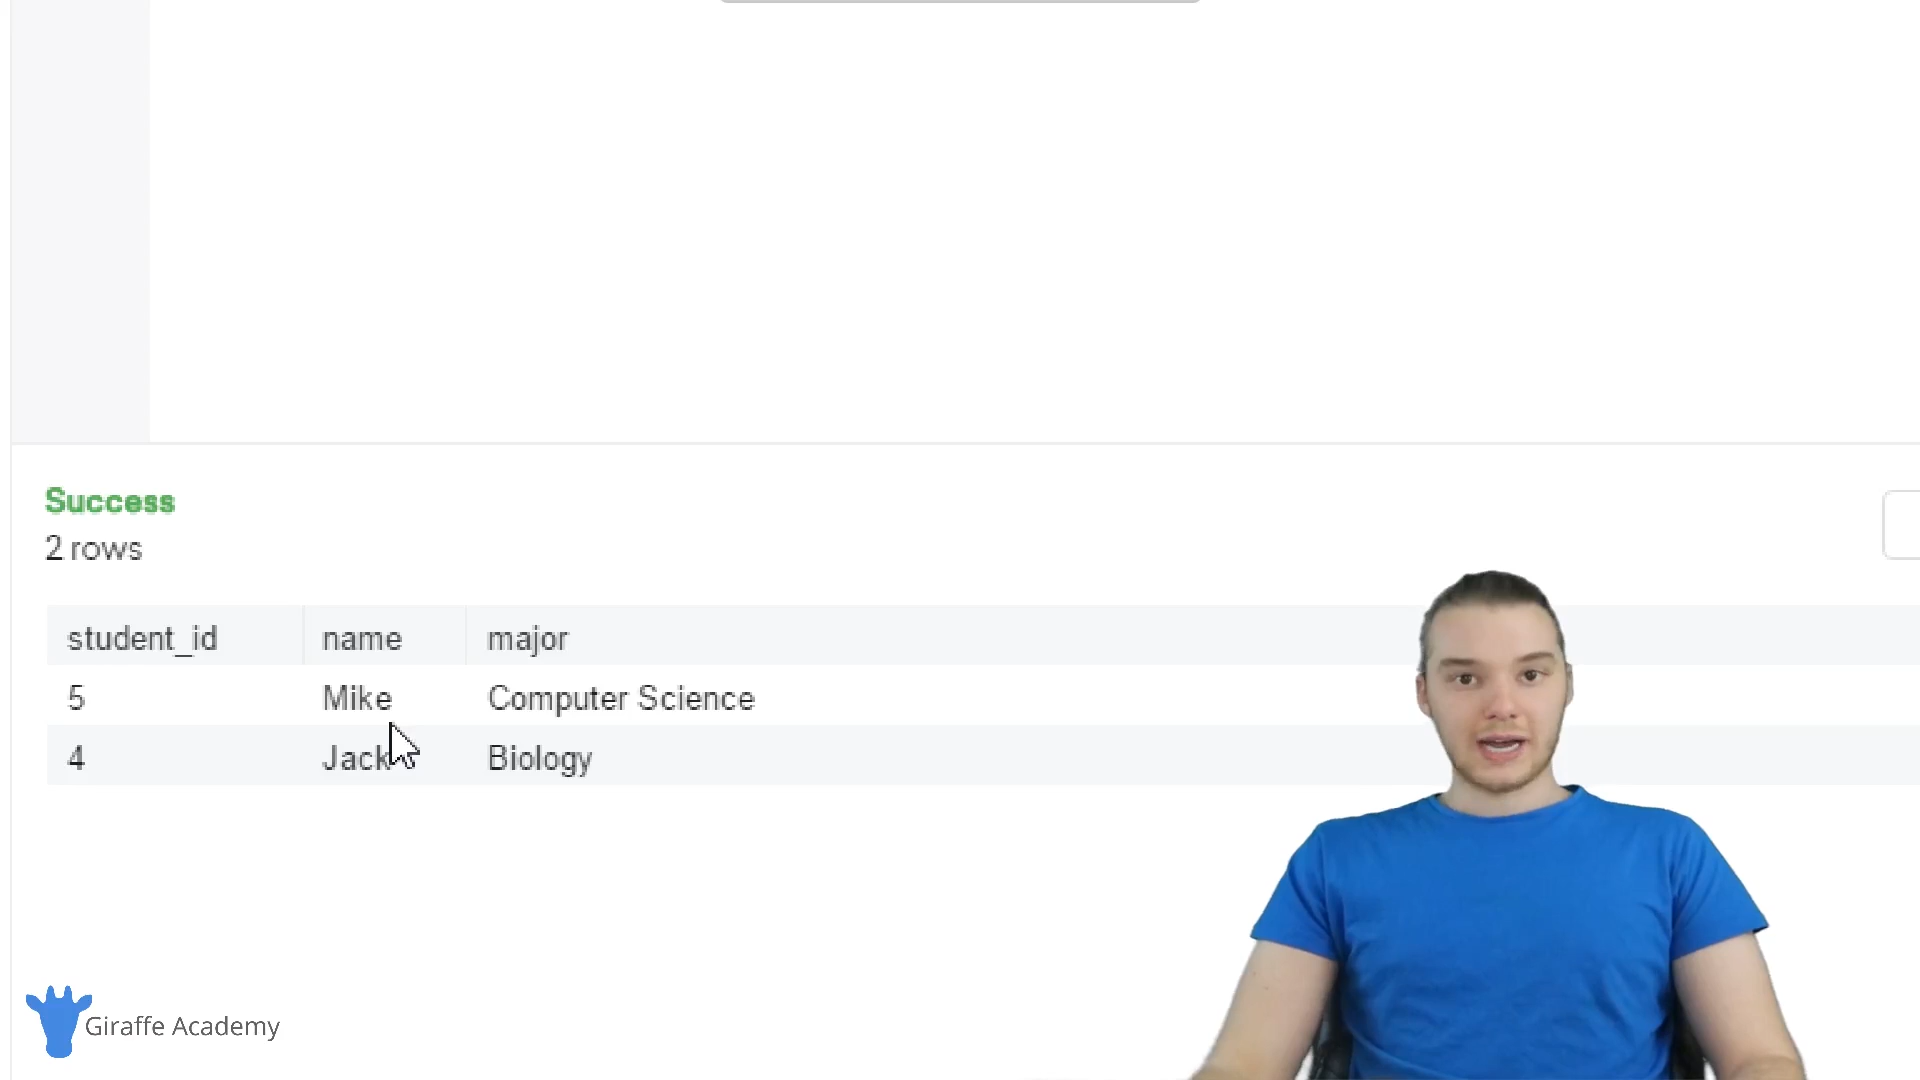 Success
2 rows
student_id name major
5 Mike Computer Science
4 Jack Biology
Giraffe Academy